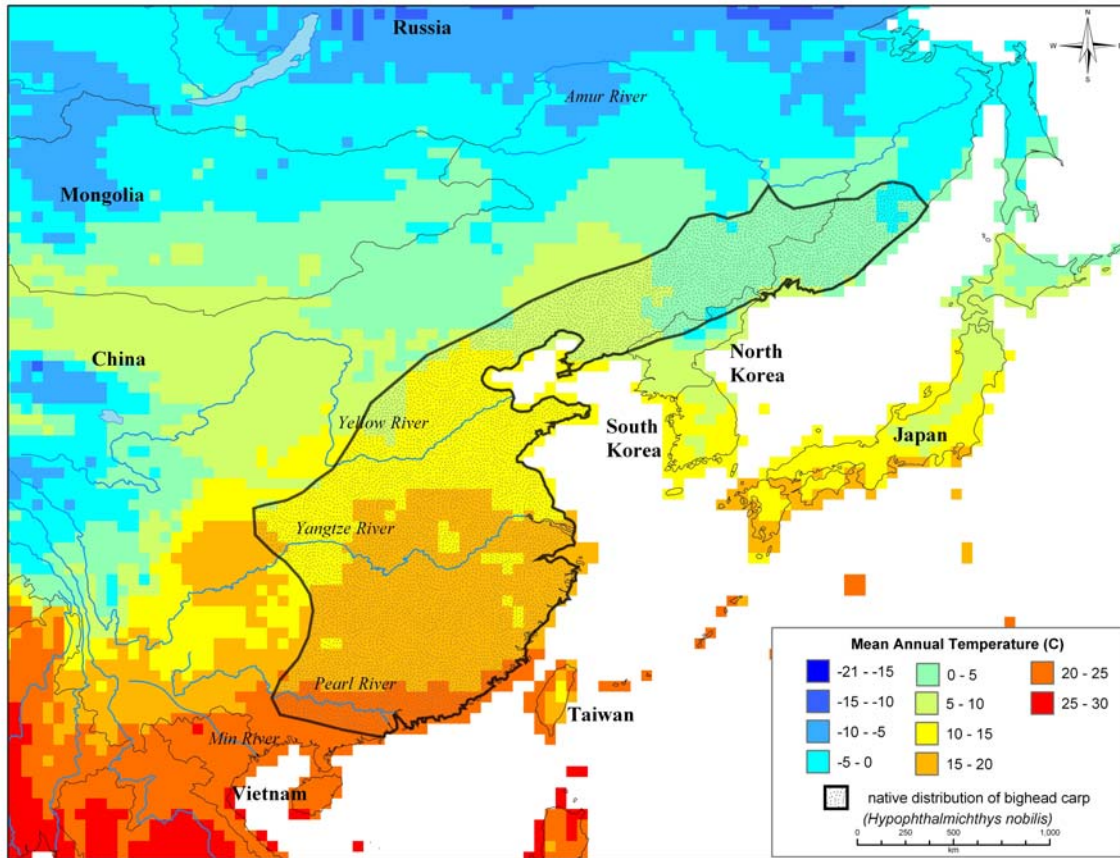 Russia
N
W
S
Amur River
Mongolia
China
North
Korea
Yellow River
South
Korea
Japan
Yangtze River
Pearl River
Taiwan
Min River
Vietnam
Mean Annual Temperature (C)
-21 - -15
-15 - -10
-10 - -5
-5 - 0
0 - 5
5 - 10
10 - 15
15 - 20
20 - 25
25 - 30
native distribution of bighead carp
(Hypophthalmichthys nobilis)
0 250 500 1,000
km